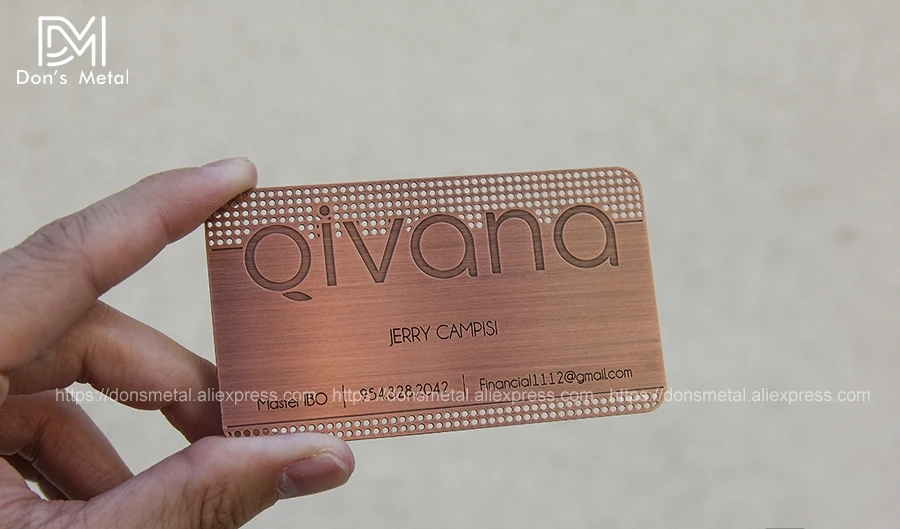 DM
Don's Metal
Qivana
JERRY CAMPISI
Master IBO | 954.328.2042 | Financial1112@gmail.com
https://donsmetal.aliexpress.com https://donsmetal.aliexpress.com https://donsmetal.aliexpress.com